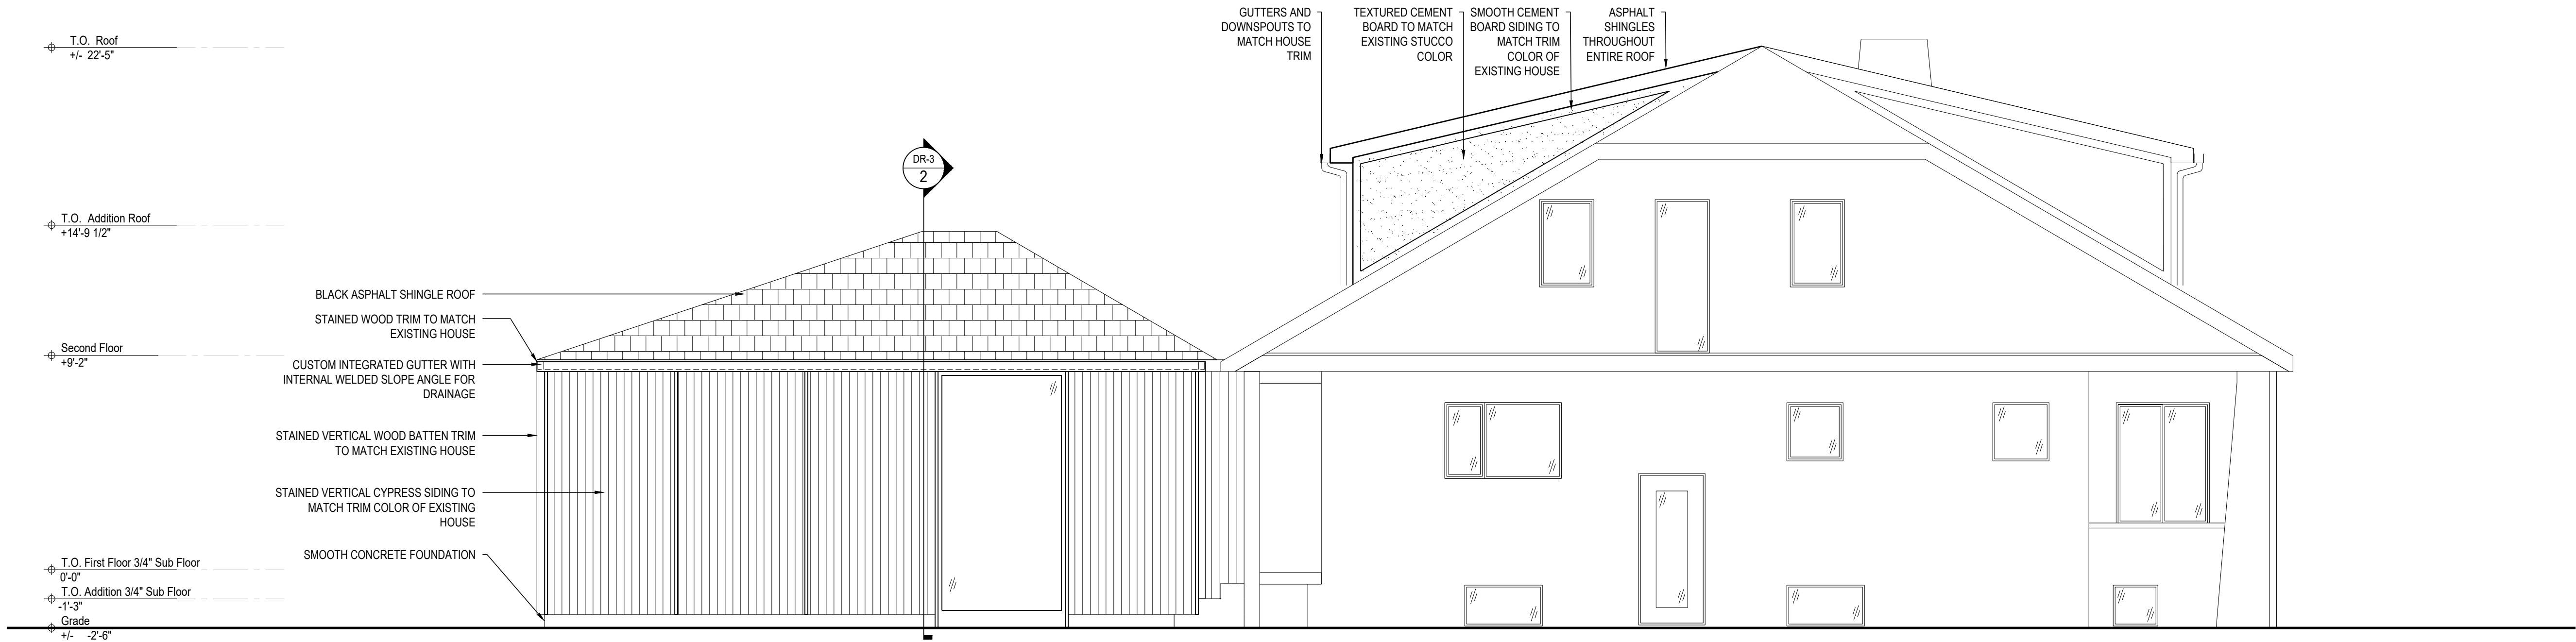 T.O. Roof
+/- 22'-5"
T.O. Addition Roof
+14'-9 1/2"
Second Floor
+9'-2"
T.O. First Floor 3/4" Sub Floor
0'-0"
T.O. Addition 3/4" Sub Floor
-1'-3"
Grade
+/- -2'-6"
BLACK ASPHALT SHINGLE ROOF
STAINED WOOD TRIM TO MATCH
EXISTING HOUSE
CUSTOM INTEGRATED GUTTER WITH
INTERNAL WELDED SLOPE ANGLE FOR
DRAINAGE
STAINED VERTICAL WOOD BATTEN TRIM
TO MATCH EXISTING HOUSE
STAINED VERTICAL CYPRESS SIDING TO
MATCH TRIM COLOR OF EXISTING
HOUSE
SMOOTH CONCRETE FOUNDATION
DR-3
2
GUTTERS AND
DOWNSPOUTS TO
MATCH HOUSE
TRIM
TEXTURED CEMENT
BOARD TO MATCH
EXISTING STUCCO
COLOR
SMOOTH CEMENT
BOARD SIDING TO
MATCH TRIM
COLOR OF
EXISTING HOUSE
ASPHALT
SHINGLES
THROUGHOUT
ENTIRE ROOF